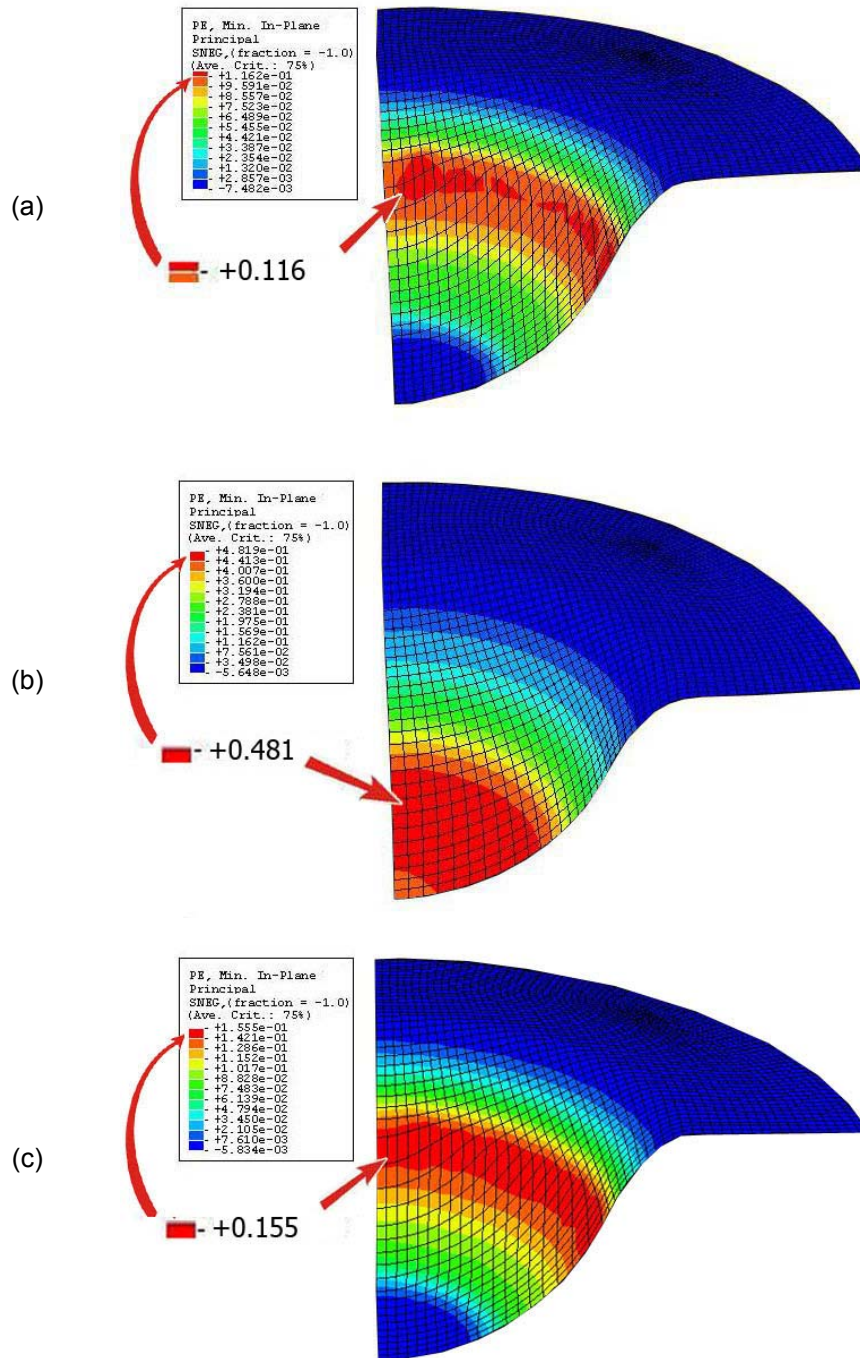 PE, Min. In-Plane
Principal
SNEG,(fraction = -1.0)
(Ave. Crit.: 75%)
+1.162e-01
+9.591e-02
+8.557e-02
+7.523e-02
+6.489e-02
+5.455e-02
+4.421e-02
+3.387e-02
+2.354e-02
+1.320e-02
+2.857e-03
-7.482e-03
(a)
- +0.116
PE, Min. In-Plane
Principal
SNEG,(fraction = -1.0)
(Ave. Crit.: 75%)
+4.819e-01
+4.413e-01
+4.007e-01
+3.600e-01
+3.194e-01
+2.788e-01
+2.381e-01
+1.975e-01
+1.569e-01
+1.162e-01
+7.561e-02
+3.498e-02
-5.648e-03
(b)
- +0.481
PE, Min. In-Plane
Principal
SNEG,(fraction = -1.0)
(Ave. Crit.: 75%)
+1.555e-01
+1.421e-01
+1.286e-01
+1.152e-01
+1.017e-01
+8.828e-02
+7.483e-02
+6.139e-02
+4.794e-02
+3.450e-02
+2.105e-02
+7.610e-03
-5.834e-03
(c)
- +0.155